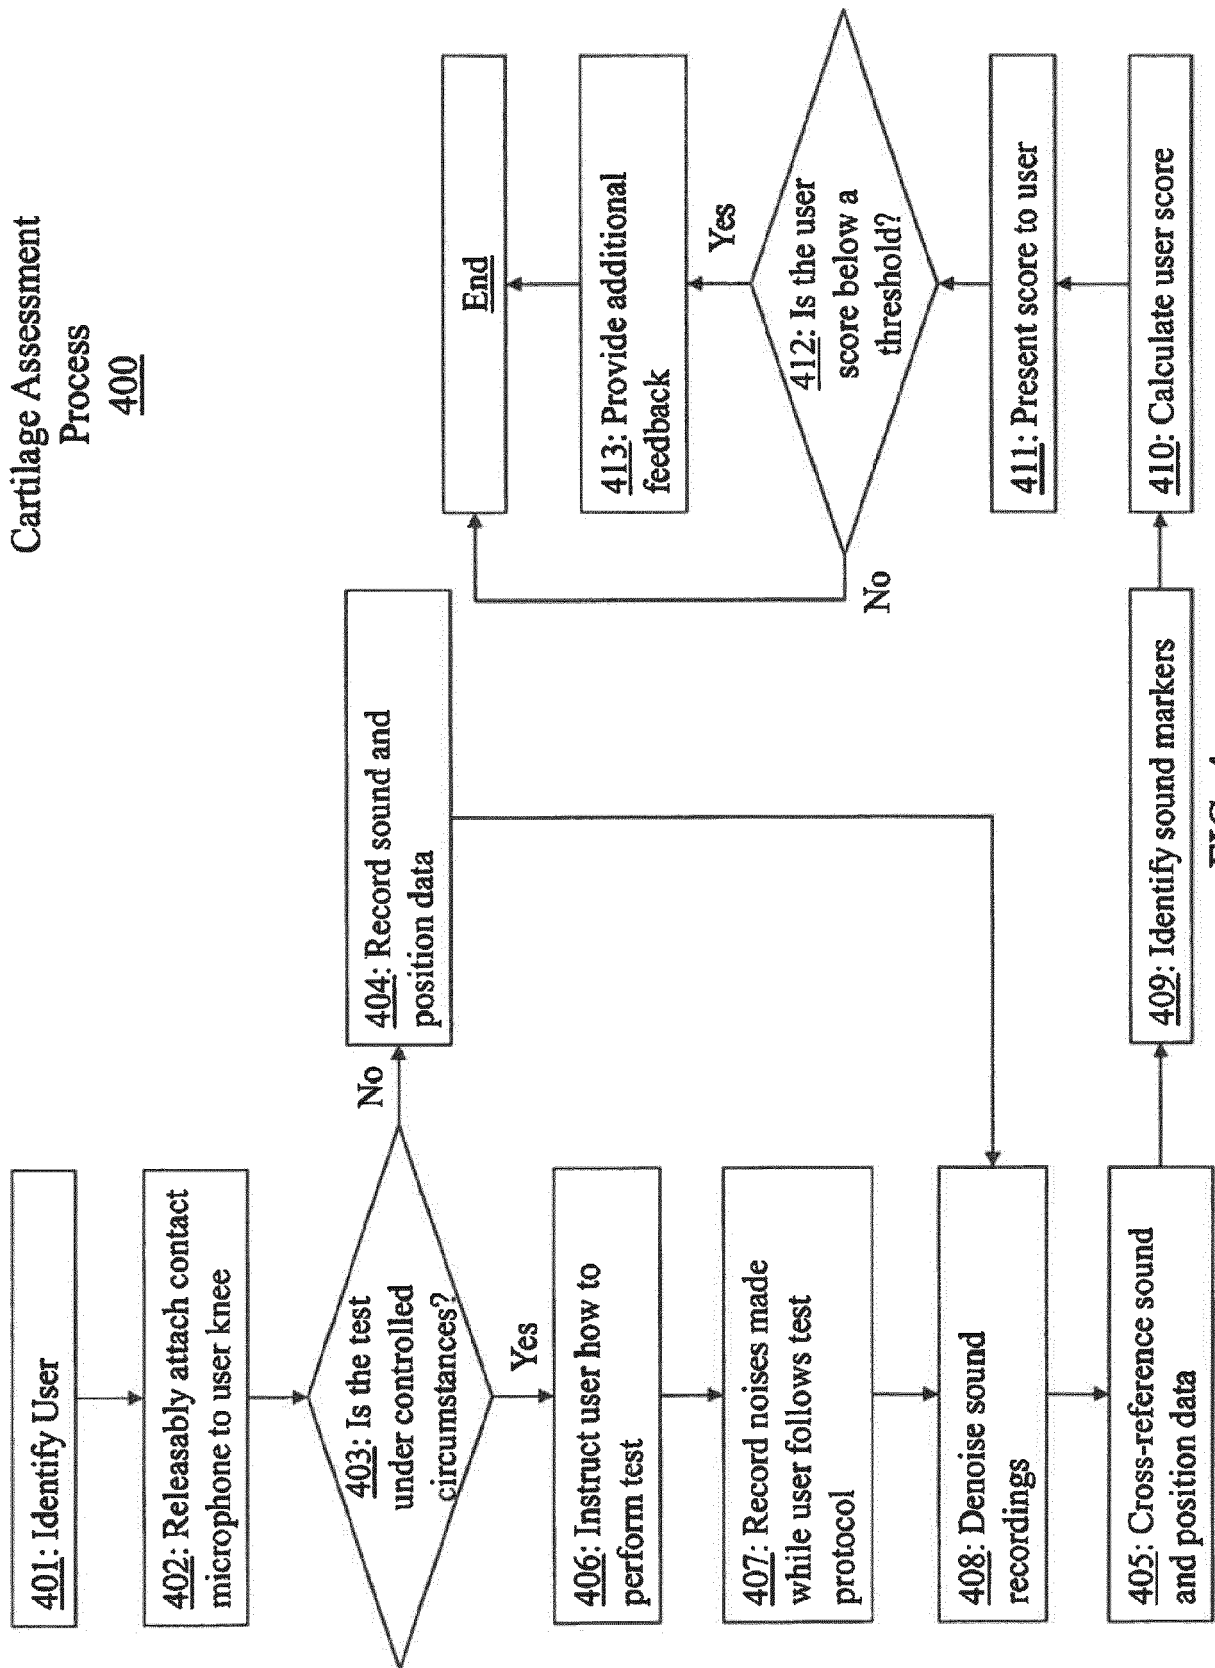 Cartilage Assessment
Process
400
401: Identify User
402: Releasably attach contact
microphone to user knee
403: Is the test
under controlled
circumstances?
No
Yes
404: Record sound and
position data
406: Instruct user how to
perform test
407: Record noises made
while user follows test
protocol
408: Denoise sound
recordings
405: Cross-reference sound
and position data
409: Identify sound markers
410: Calculate user score
411: Present score to user
412: Is the user
score below a
threshold?
Yes
No
413: Provide additional
feedback
End